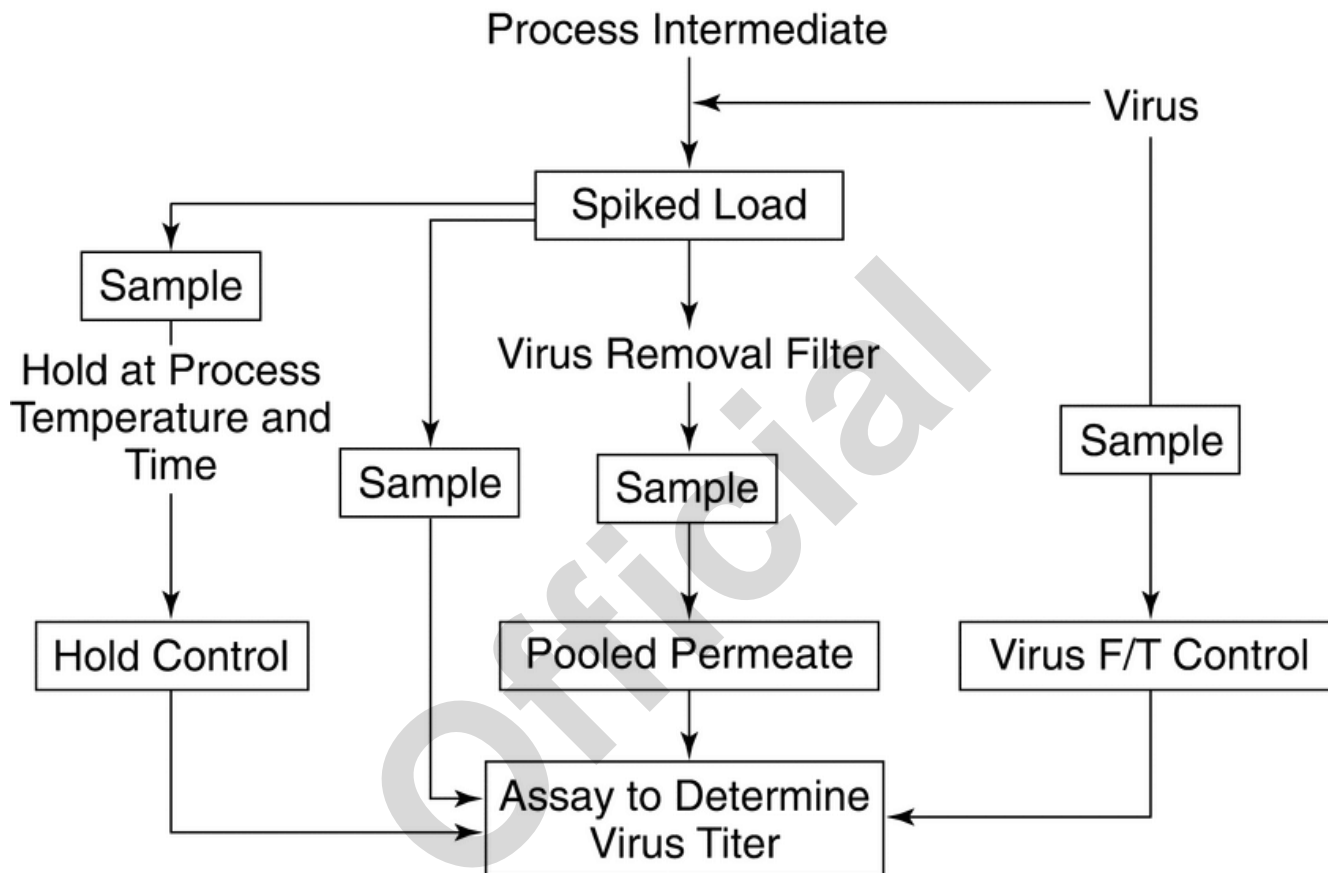 Process Intermediate
Virus
Spiked Load
Sample
Hold at Process
Temperature and
Time
Virus Removal Filter
Sample
Sample
Sample
Hold Control
Pooled Permeate
Virus F/T Control
Assay to Determine
Virus Titer
Official